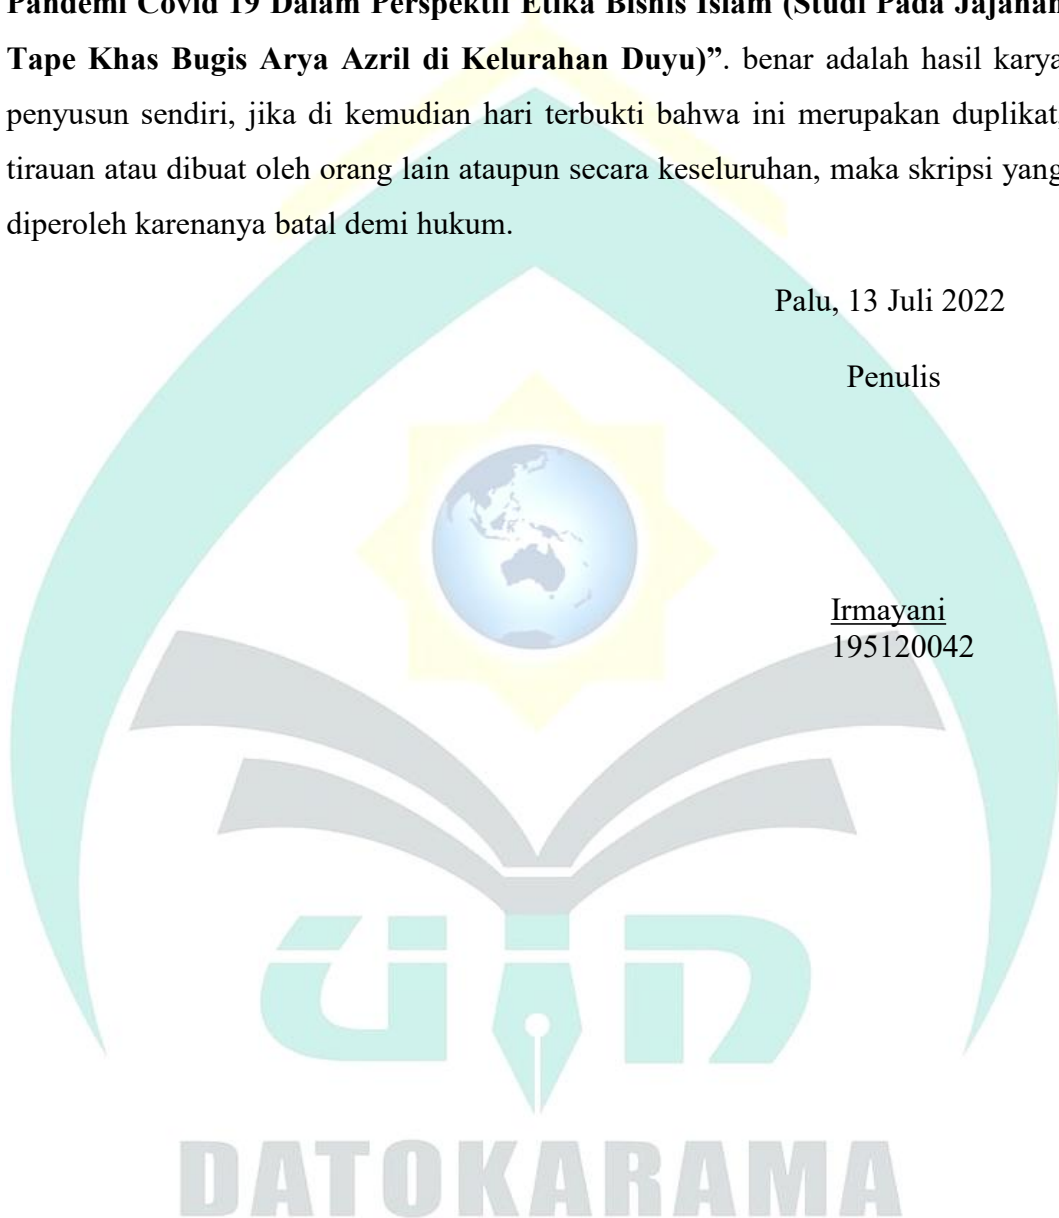 Pandemi Covid 19 Dalam Perspektif Etika Bisnis Islam (Studi Pada Jajanan
Tape Khas Bugis Arya Azril di Kelurahan Duyu)”. benar adalah hasil karya
penyusun sendiri, jika di kemudian hari terbukti bahwa ini merupakan duplikat,
tirauan atau dibuat oleh orang lain ataupun secara keseluruhan, maka skripsi yang
diperoleh karenanya batal demi hukum.
Palu, 13 Juli 2022
Penulis
Irmayani
195120042
uin
DATOKARAMA